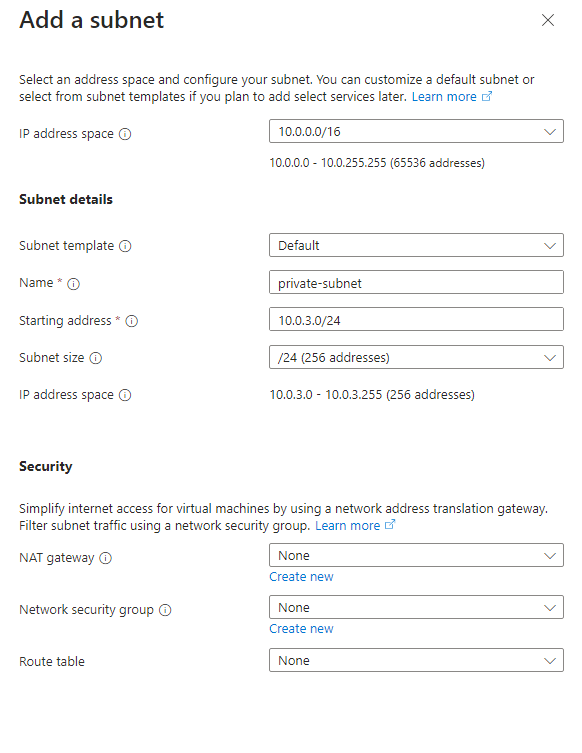 Add a subnet
Select an address space and configure your subnet. You can customize a default subnet or
select from subnet templates if you plan to add select services later. Learn more
IP address space
10.0.0.0/16
10.0.0.0 - 10.0.255.255 (65536 addresses)
Subnet details
Subnet template
Default
Name *
private-subnet
Starting address *
10.0.3.0/24
Subnet size
/24 (256 addresses)
IP address space
10.0.3.0 - 10.0.3.255 (256 addresses)
Security
Simplify internet access for virtual machines by using a network address translation gateway.
Filter subnet traffic using a network security group. Learn more
NAT gateway
None
Create new
Network security group
None
Create new
Route table
None